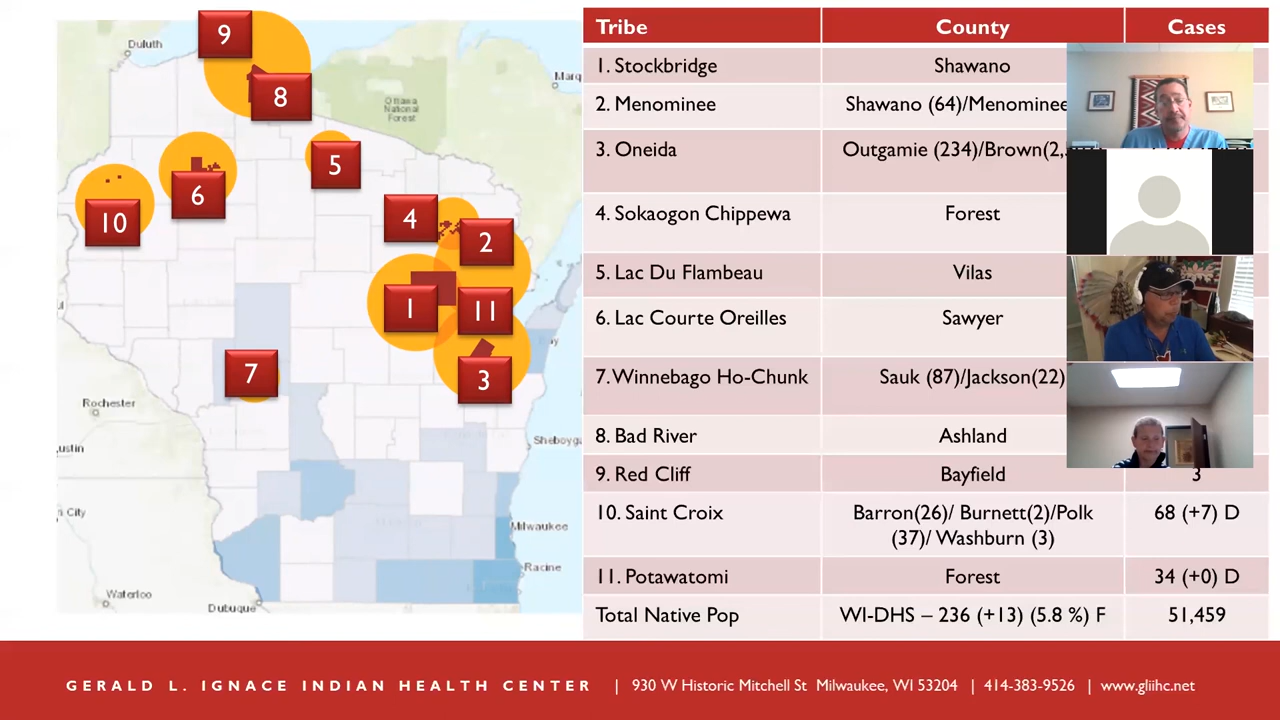 Duluth
Marq
Ottawa
National
Forest
9
8
5
6
10
4
2
1
11
7
3
Rochester
ustin
Sheboyga
n City
Milwaukee
Racine
Waterloo
Dubuque
Tribe County Cases
1. Stockbridge Shawano
2. Menominee Shawano (64)/Menominee
3. Oneida Outgamie (234)/Brown(2,
4. Sokaogon Chippewa Forest
5. Lac Du Flambeau Vilas
6. Lac Courte Oreilles Sawyer
7. Winnebago Ho-Chunk Sauk (87)/Jackson(22)
8. Bad River Ashland
9. Red Cliff Bayfield 3
10. Saint Croix Barron(26)/ Burnett(2)/Polk 68 (+7) D
(37)/ Washburn (3)
11. Potawatomi Forest 34 (+0) D
Total Native Pop WI-DHS – 236 (+13) (5.8 %) F 51,459
GERALD L. IGNACE INDIAN HEALTH CENTER | 930 W Historic Mitchell St Milwaukee, WI 53204 | 414-383-9526 | www.gliihc.net